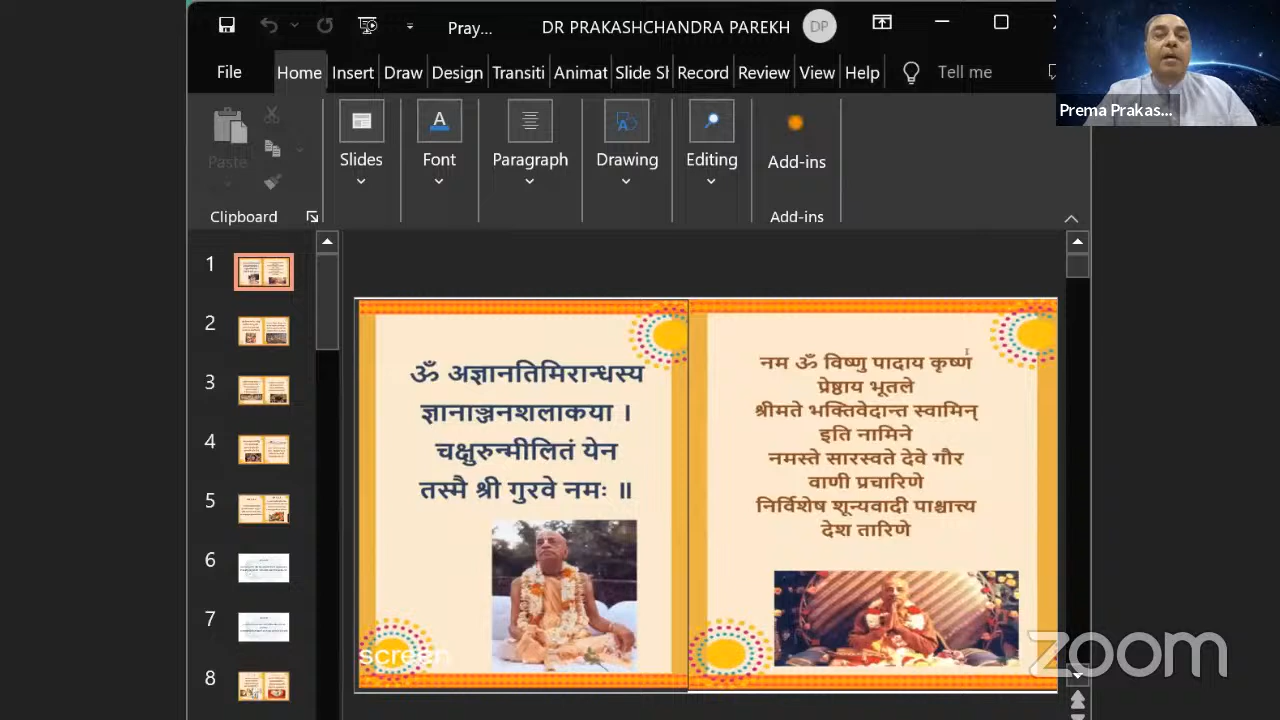 Pray...
DR PRAKASHCHANDRA PAREKH
DP
File
Home
Insert
Draw
Design
Transiti
Animat
Slide Sh
Record
Review
View
Help
Tell me
Prema Prakas...
Paste
Slides
Font
Paragraph
Drawing
Editing
Add-ins
Clipboard
Add-ins
1
2
3
4
5
6
7
8
ॐ अज्ञानतिमिरान्धस्य
ज्ञानाञ्जनशलाकया ।
चक्षुरुन्मीलितं येन
तस्मै श्री गुरवे नमः ॥
नम ॐ विष्णु पादाय कृष्ण
प्रेष्ठाय भूतले
श्रीमते भक्तिवेदान्त स्वामिन्
इति नामिने
नमस्ते सारस्वते देवे गौर
वाणी प्रचारिणे
निर्विशेष शून्यवादी पाश्चात्त्य
देश तारिणे
screen
zoom